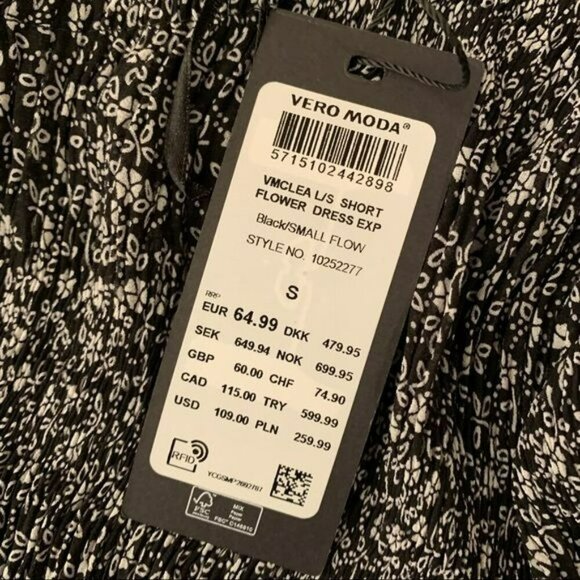 VERO MODA®
5715102442898
VMCLEA L/S SHORT
FLOWER DRESS EXP
Black/SMALL FLOW
STYLE NO. 10252277
S
RRP
EUR 64.99 DKK 479.95
SEK 649.94 NOK 699.95
GBP 60.00 CHF 74.90
CAD 115.00 TRY 599.99
USD 109.00 PLN 259.99
RFID
FSC
MIX